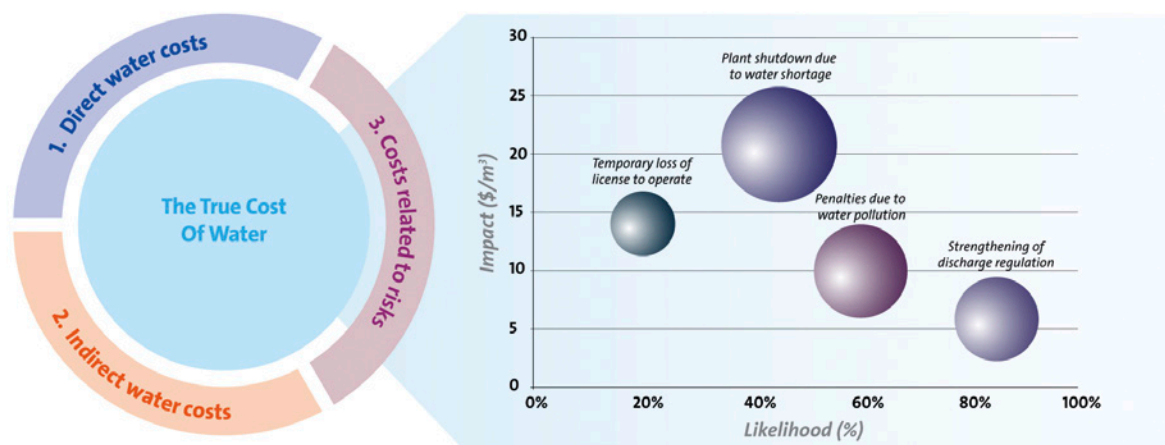 1. Direct water costs
2. Indirect water costs
3. Costs related to risks
The True Cost
Of Water
Impact ($/m³)
30
25
20
15
10
5
0
Plant shutdown due
to water shortage
Temporary loss of
license to operate
Penalties due to
water pollution
Strengthening of
discharge regulation
0%
20%
40%
60%
80%
100%
Likelihood (%)